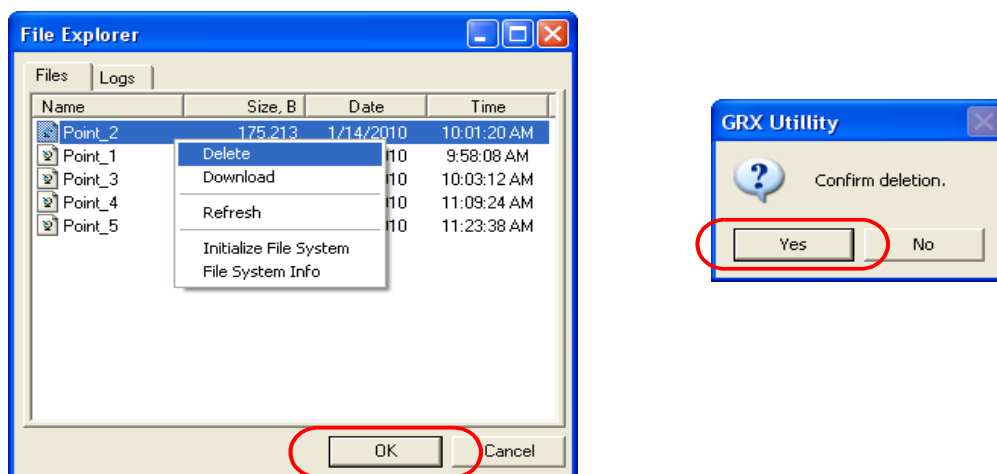 File Explorer
Files Logs
Name Size, B Date Time
Point_2 175,213 1/14/2010 10:01:20 AM
Point_1 9:58:08 AM
Point_3 10:03:12 AM
Point_4 11:09:24 AM
Point_5 11:23:38 AM
Delete
Download
Refresh
Initialize File System
File System Info
OK Cancel
GRX Utillity
Confirm deletion.
Yes No